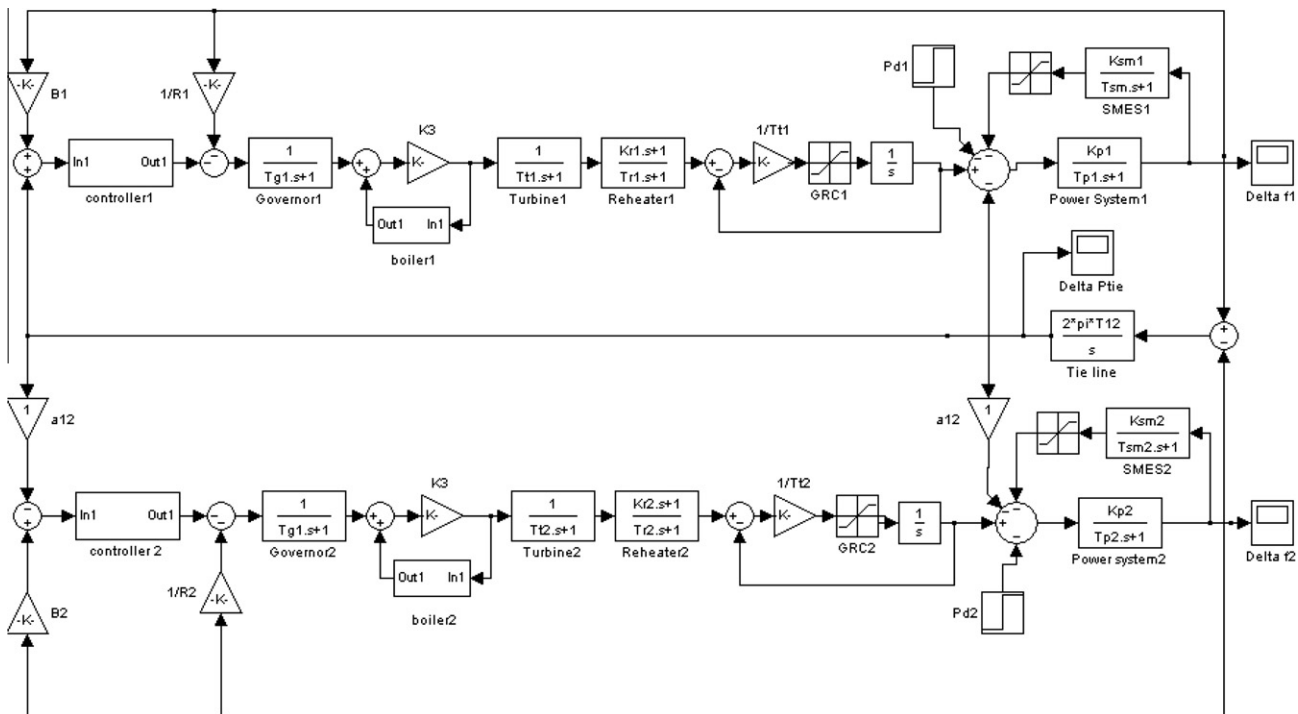 -K-
B1
-K-
1/R1
+
+
In1 Out1
controller1
−
−
1
Tg1.s+1
Governor1
+
+
K3
K-
Out1 In1
boiler1
1
Tt1.s+1
Turbine1
Kr1.s+1
Tr1.s+1
Reheater1
+
−
1/Tt1
K-
GRC1
1
s
Pd1
Ksm1
Tsm.s+1
SMES1
−
−
+
−
Kp1
Tp1.s+1
Power System1
Delta f1
Delta Ptie
2*pi*T12
s
Tie line
+
−
1
a12
1
a12
−
+
In1 Out1
controller 2
−
−
-K-
B2
-K-
1/R2
1
Tg1.s+1
Governor2
+
+
K3
K-
Out1 In1
boiler2
1
Tt2.s+1
Turbine2
Kr2.s+1
Tr2.s+1
Reheater2
+
−
1/Tt2
K-
GRC2
1
s
Ksm2
Tsm2.s+1
SMES2
−
−
+
−
Pd2
Kp2
Tp2.s+1
Power system2
Delta f2